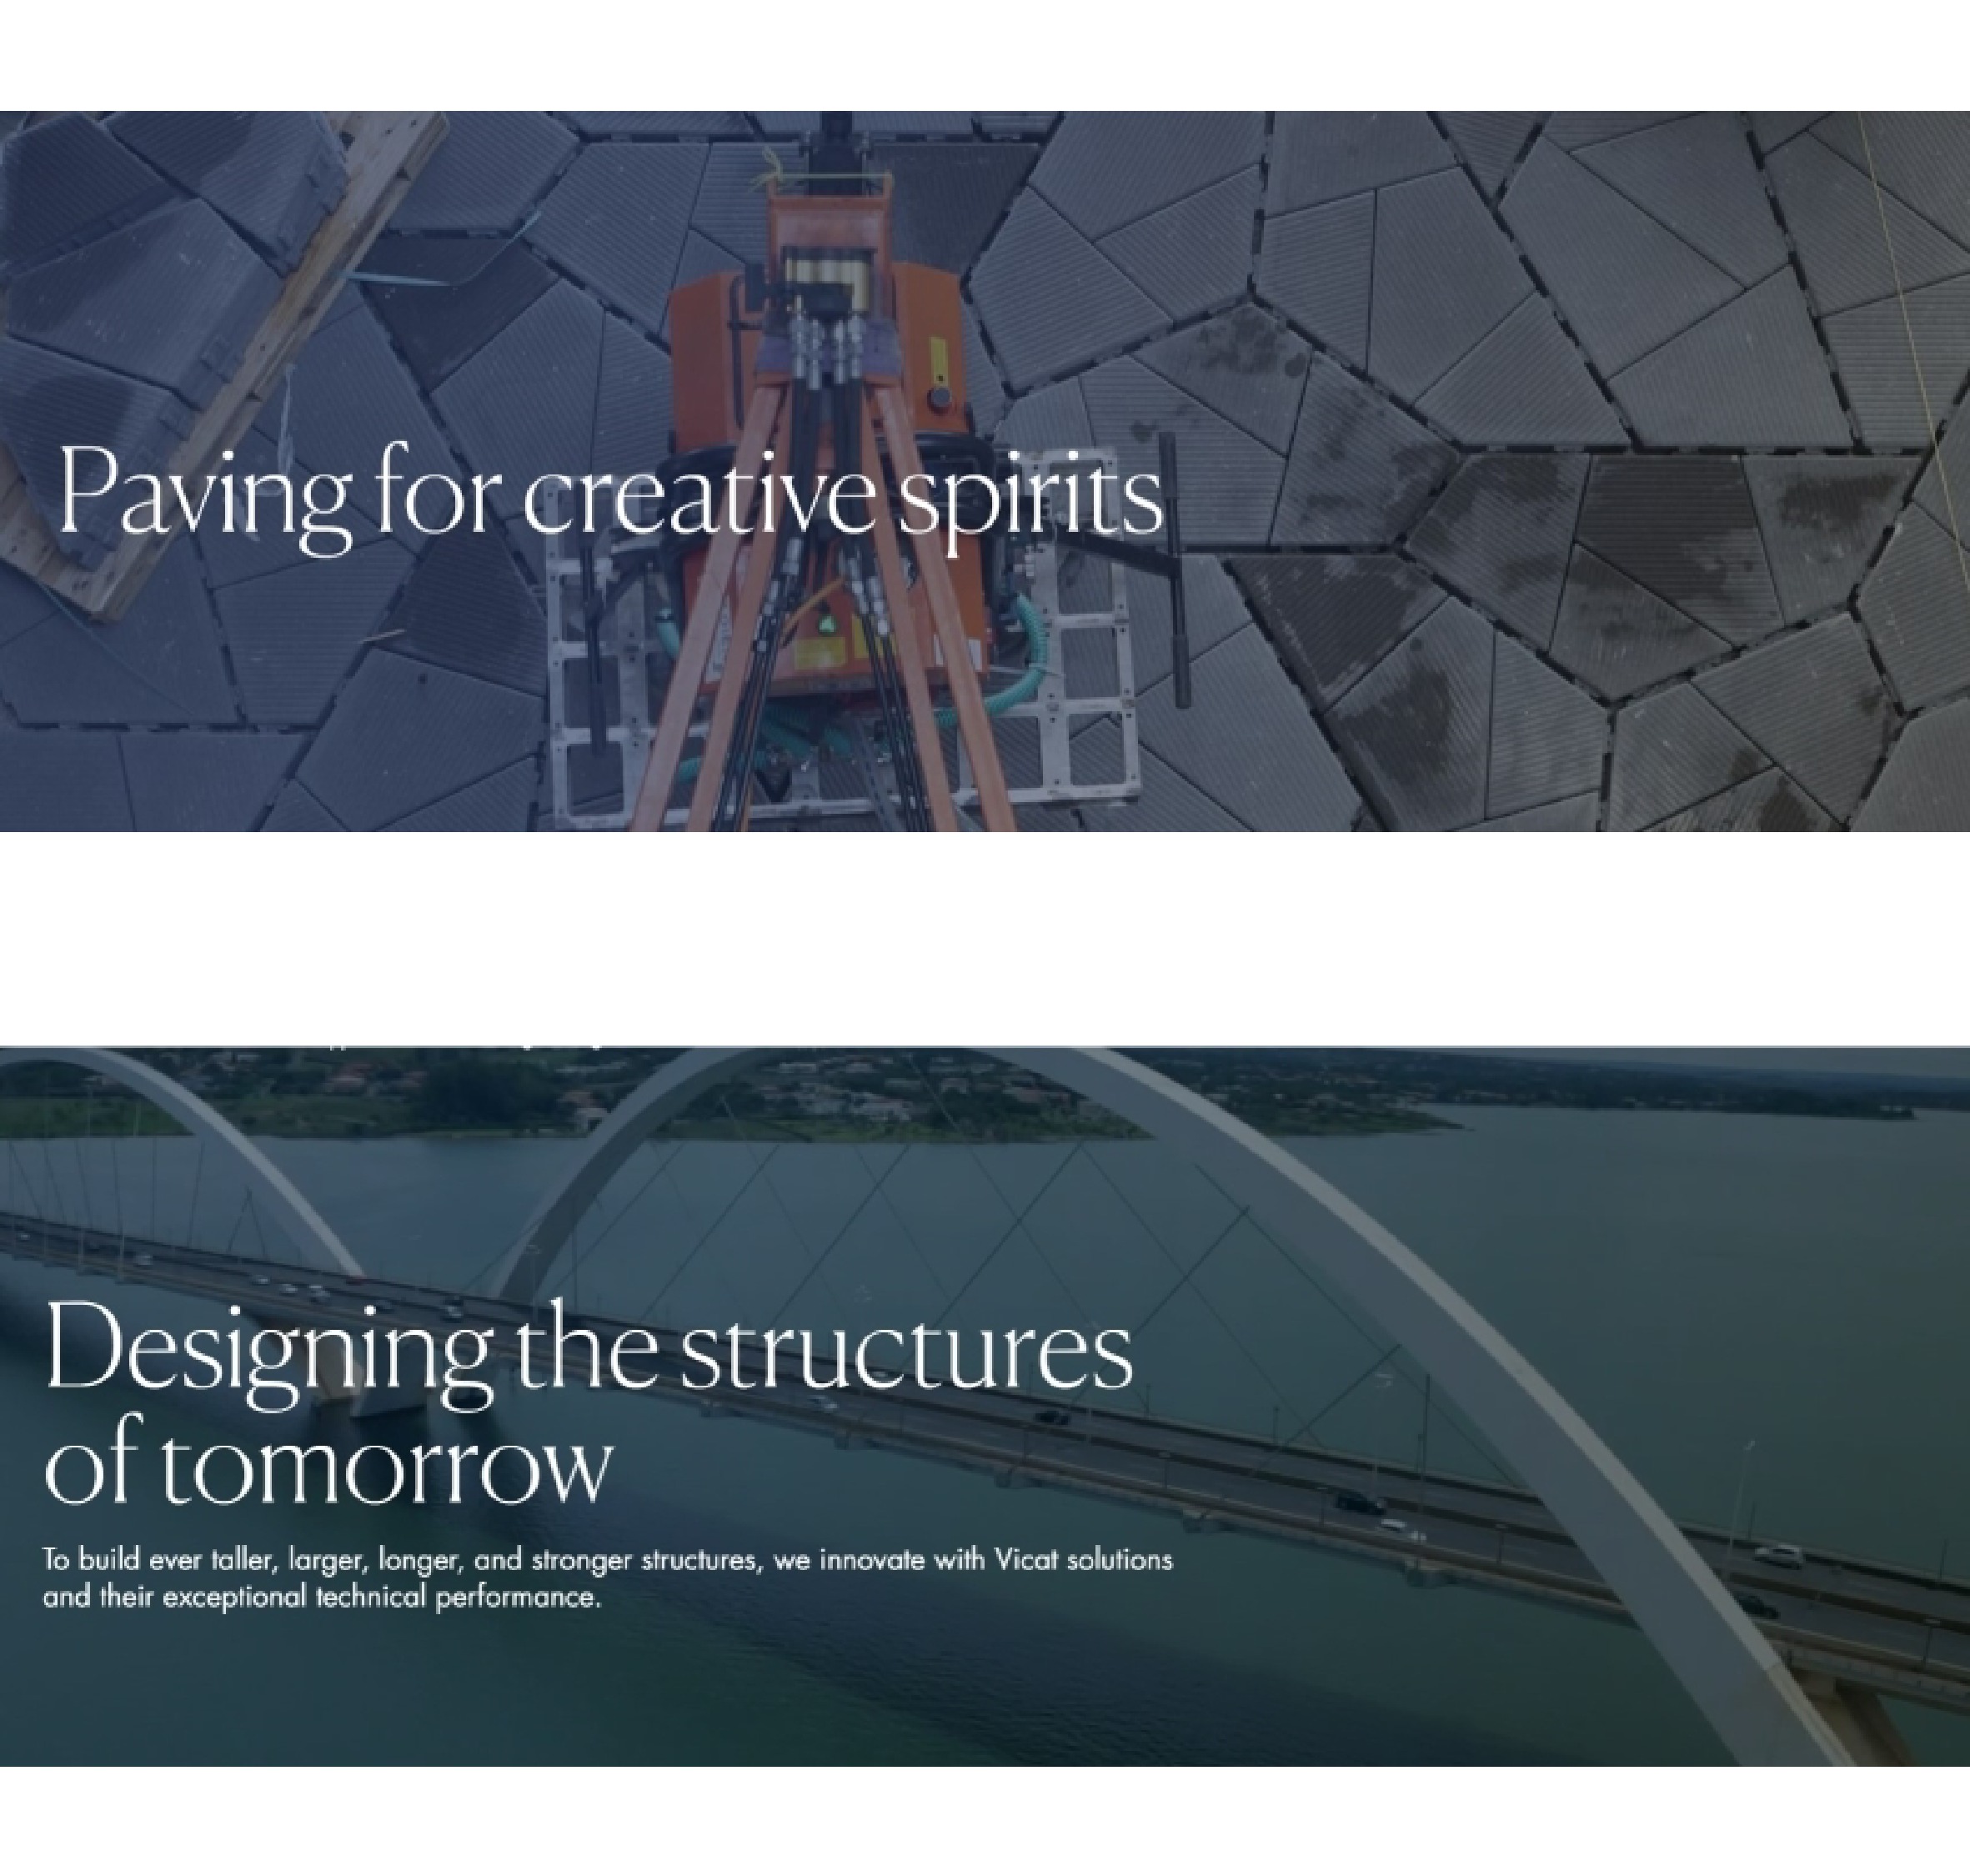 Paving for creative spirits
Designing the structures
of tomorrow
To build ever taller, larger, longer, and stronger structures, we innovate with Vicat solutions
and their exceptional technical performance.